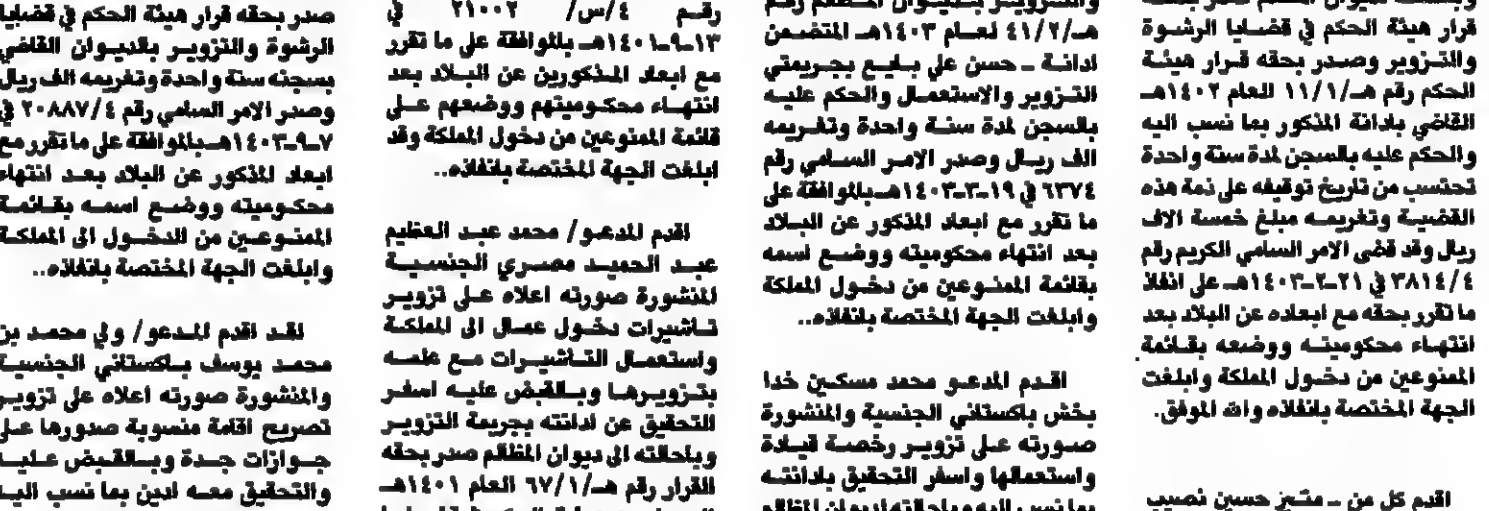 قرار هيئة الحكم في قضايا الرشوة
والتزوير وصدر بحقه قرار هيئة
الحكم رقم هـ/١١/١ لعام ١٤٠٢هـ
القاضي بادانة المذكور بما نسب اليه
والحكم عليه بالسجن لمدة سنة واحدة
تحتسب من تاريخ توقيفه على ذمة هذه
القضية وتغريمه مبلغ خمسة الاف
ريال وقد قضى الامر السامي الكريم رقم
٣٨١٤/٤ في ٢١-٢-١٤٠٣هـ على انفاذ
ما تقرر بحقه مع ابعاده عن البلاد بعد
انتهاء محكوميته ووضعه بقائمة
الممنوعين من دخول المملكة وابلغت
الجهة المختصة بانفاذه والله الموفق.
اقدم كل من ـ منير حسين نصيب
والتزوير بديوان المظالم رقم
هـ/٤١/٢ لعام ١٤٠٣هـ المتضمن
ادانة ـ حسن علي بايع بجريمتي
التزوير والاستعمال والحكم عليه
بالسجن لمدة سنة واحدة وتغريمه
الف ريال وصدر الامر السامي رقم
٦٣٧٤ في ١٩-٣-١٤٠٣هـ بالموافقة على
ما تقرر مع ابعاد المذكور عن البلاد
بعد انتهاء محكوميته ووضع اسمه
بقائمة الممنوعين من دخول المملكة
وابلغت الجهة المختصة بانفاذه..
اقدم المدعو محمد مسكين خدا
بخش باكستاني الجنسية والمنشورة
صورته على تزوير رخصة قيادة
واستعمالها واسفر التحقيق بادانته
بما نسب اليه وباحالته لديوان المظالم
رقم ٤/س/ ٢١٠٠٢ في
١٣-٩-١٤٠١هـ بالموافقة على ما تقرر
مع ابعاد المذكورين عن البلاد بعد
انتهاء محكوميتهم ووضعهم على
قائمة الممنوعين من دخول المملكة وقد
ابلغت الجهة المختصة بانفاذه..
اقدم المدعو/ محمد عبد العظيم
عبد الحميد مصري الجنسية
المنشورة صورته اعلاه على تزوير
تاشيرات دخول عمال الى المملكة
واستعمال التاشيرات مع علمه
بتزويرها وبالقبض عليه اسفر
التحقيق عن ادانته بجريمة التزوير
وباحالته الى ديوان المظالم صدر بحقه
القرار رقم هـ/٦٧/١ لعام ١٤٠١هـ
صدر بحقه قرار هيئة الحكم في قضايا
الرشوة والتزوير بالديوان القاضي
بسجنه سنة واحدة وتغريمه الف ريال
وصدر الامر السامي رقم ٢٠٨٨٧/٤ في
٧-٩-١٤٠٣هـ بالموافقة على ما تقرر مع
ابعاد المذكور عن البلاد بعد انتهاء
محكوميته ووضع اسمه بقائمة
الممنوعين من الدخول الى المملكة
وابلغت الجهة المختصة بانفاذه..
لقد اقدم المدعو/ ولي محمد بن
محمد يوسف باكستاني الجنسية
والمنشورة صورته اعلاه على تزوير
تصريح اقامة منسوبة صدورها على
جوازات جدة وبالقبض عليه
والتحقيق معه ادين بما نسب اليه